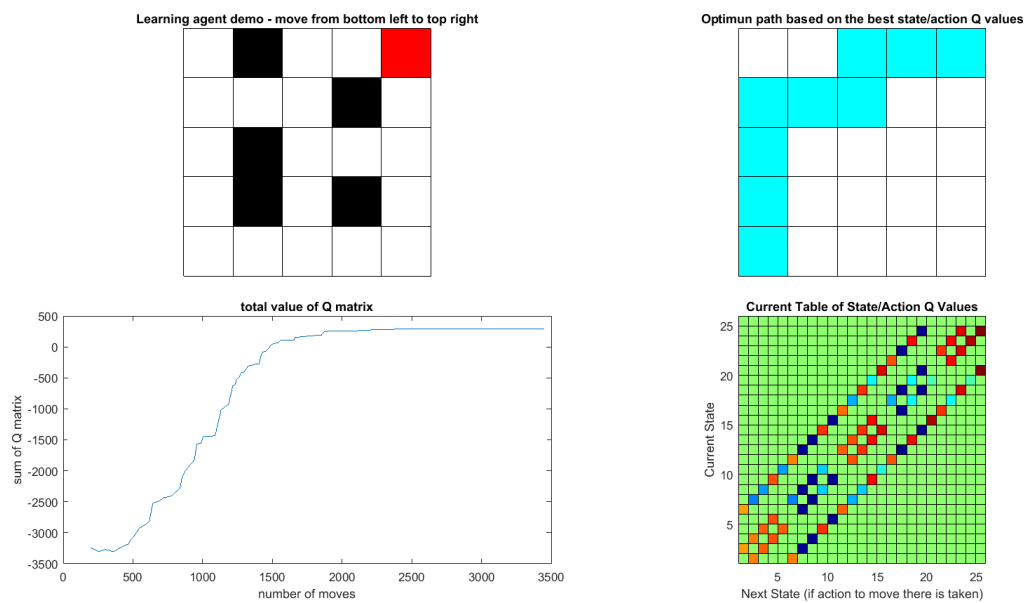 Learning agent demo - move from bottom left to top right
Optimun path based on the best state/action Q values
total value of Q matrix
500
0
-500
-1000
-1500
-2000
-2500
-3000
-3500
sum of Q matrix
0 500 1000 1500 2000 2500 3000 3500
number of moves
Current Table of State/Action Q Values
25
20
15
10
5
Current State
5 10 15 20 25
Next State (if action to move there is taken)